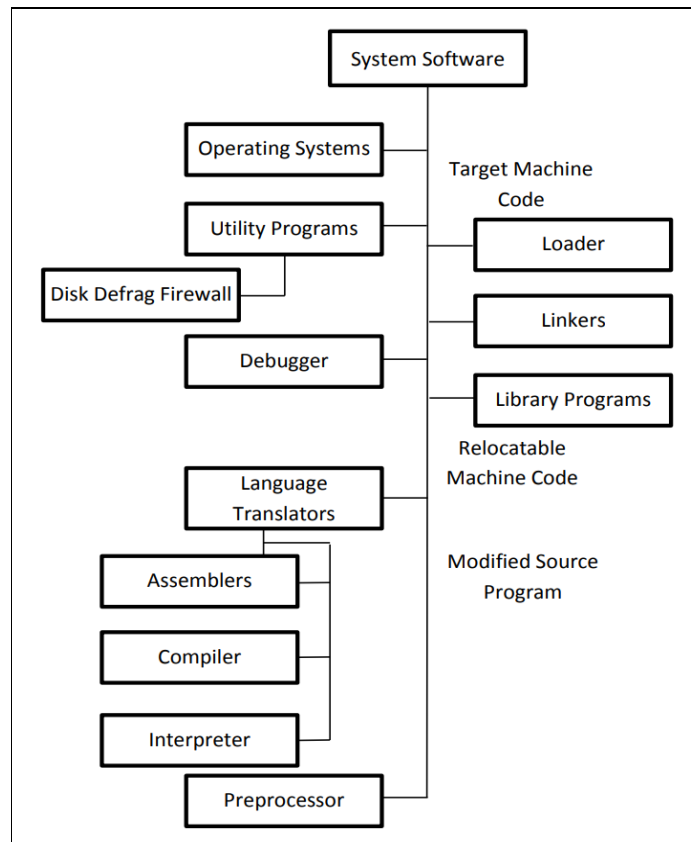 System Software
Operating Systems
Target Machine
Code
Utility Programs
Loader
Disk Defrag Firewall
Linkers
Debugger
Library Programs
Relocatable
Machine Code
Language
Translators
Assemblers
Modified Source
Program
Compiler
Interpreter
Preprocessor